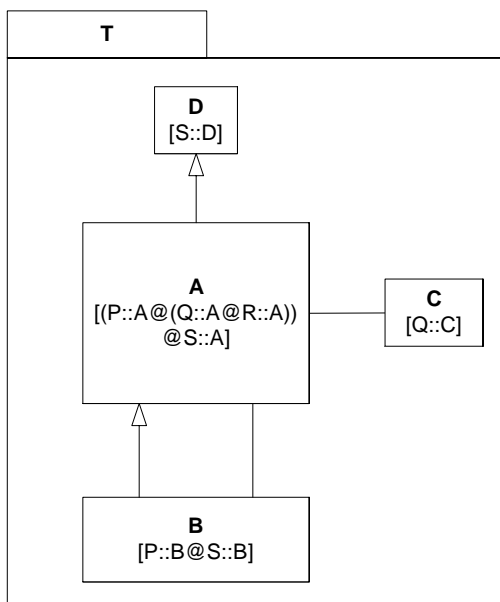 T
D
[S::D]
A
[(P::A@(Q::A@R::A))
@S::A]
C
[Q::C]
B
[P::B@S::B]